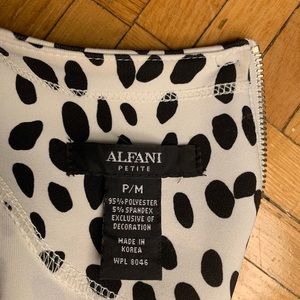 ALFANI
PETITE
P/M
95% POLYESTER
5% SPANDEX
EXCLUSIVE OF
DECORATION
MADE IN
KOREA
WPL 8046